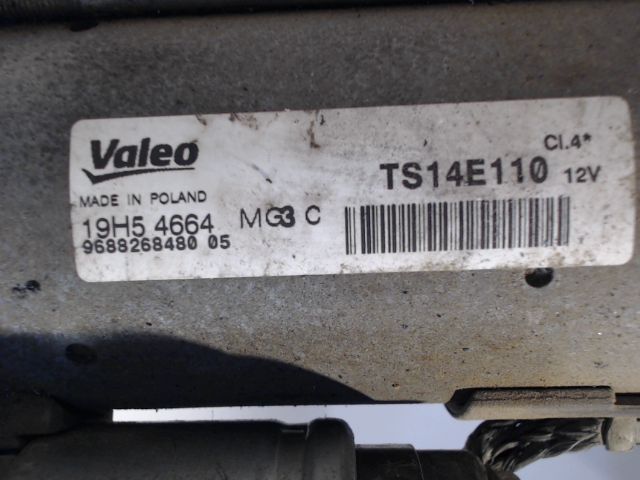 Valeo
Cl.4*
TS14E110 12V
MADE IN POLAND
19H5 4664 MG3 C
9688268480 05